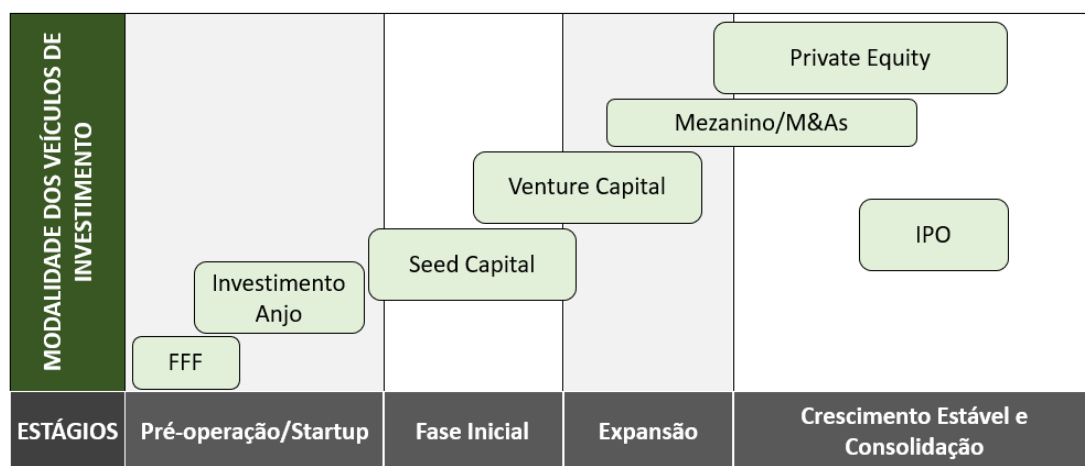 MODALIDADE DOS VEÍCULOS DE
INVESTIMENTO
Private Equity
Mezanino/M&As
Venture Capital
IPO
Seed Capital
Investimento
Anjo
FFF
ESTÁGIOS
Pré-operação/Startup
Fase Inicial
Expansão
Crescimento Estável e
Consolidação